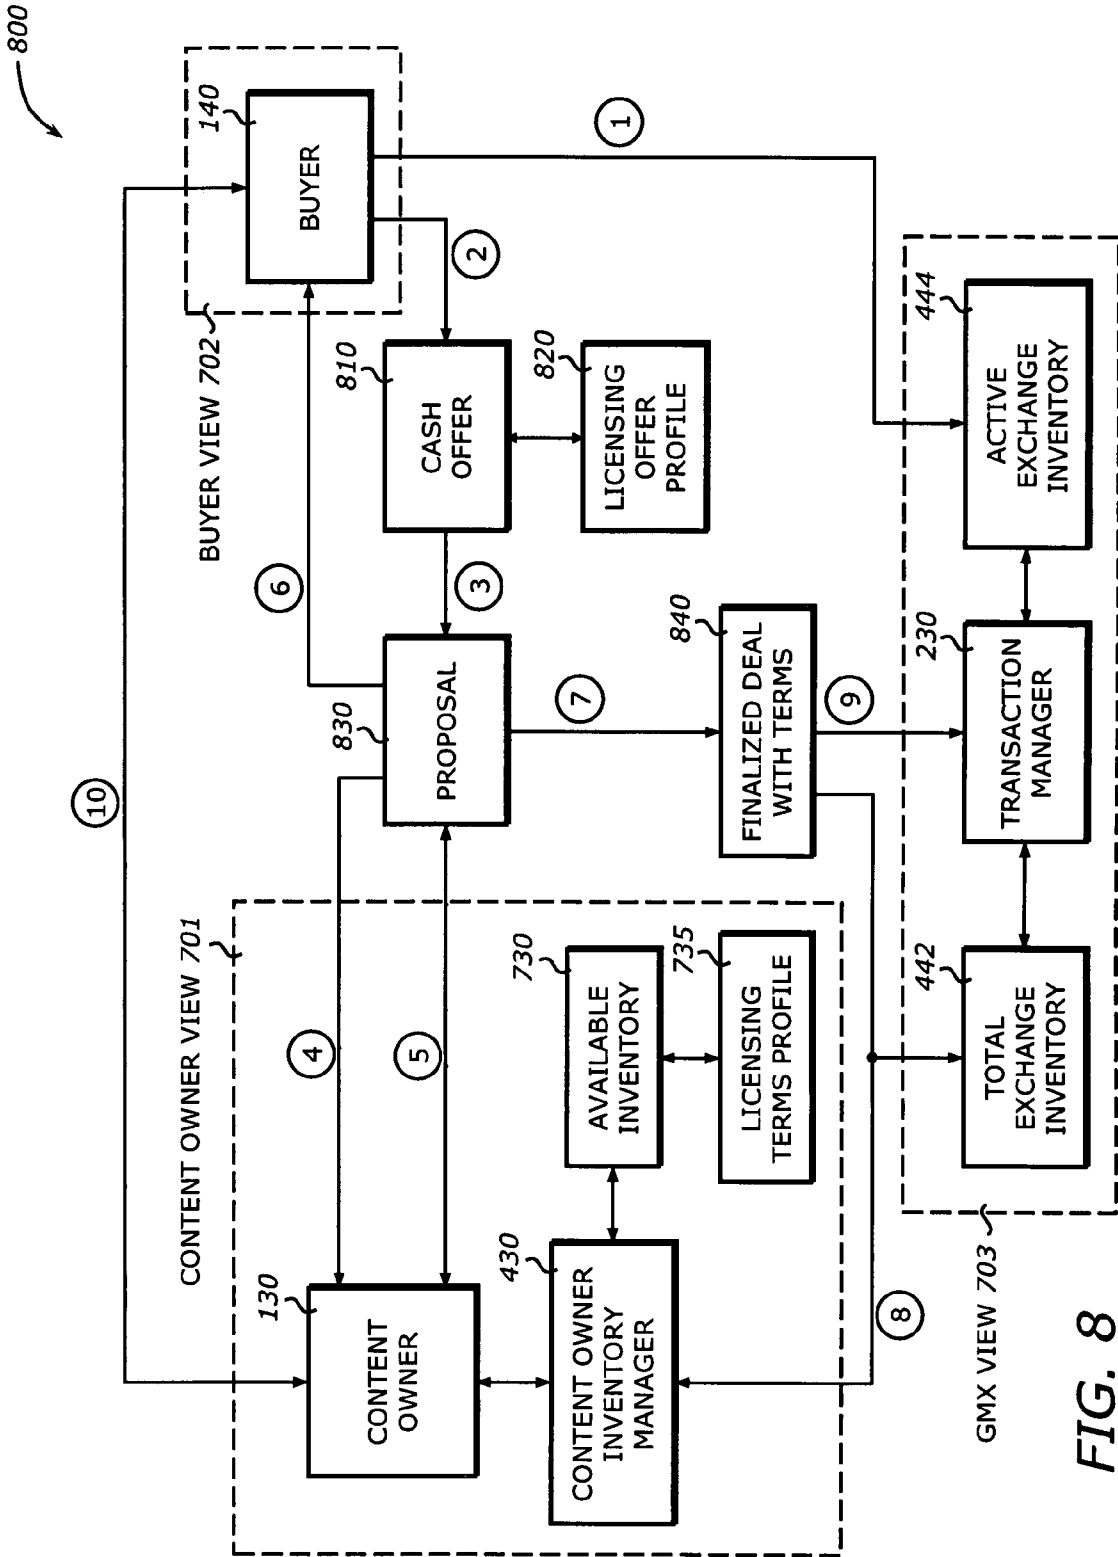 800
10
CONTENT OWNER VIEW 701
BUYER VIEW 702
130
CONTENT
OWNER
4
5
6
140
BUYER
830
PROPOSAL
3
810
CASH
OFFER
2
1
430
CONTENT OWNER
INVENTORY
MANAGER
730
AVAILABLE
INVENTORY
735
LICENSING
TERMS PROFILE
7
820
LICENSING
OFFER
PROFILE
840
FINALIZED DEAL
WITH TERMS
8
9
GMX VIEW 703
442
TOTAL
EXCHANGE
INVENTORY
230
TRANSACTION
MANAGER
444
ACTIVE
EXCHANGE
INVENTORY
FIG. 8